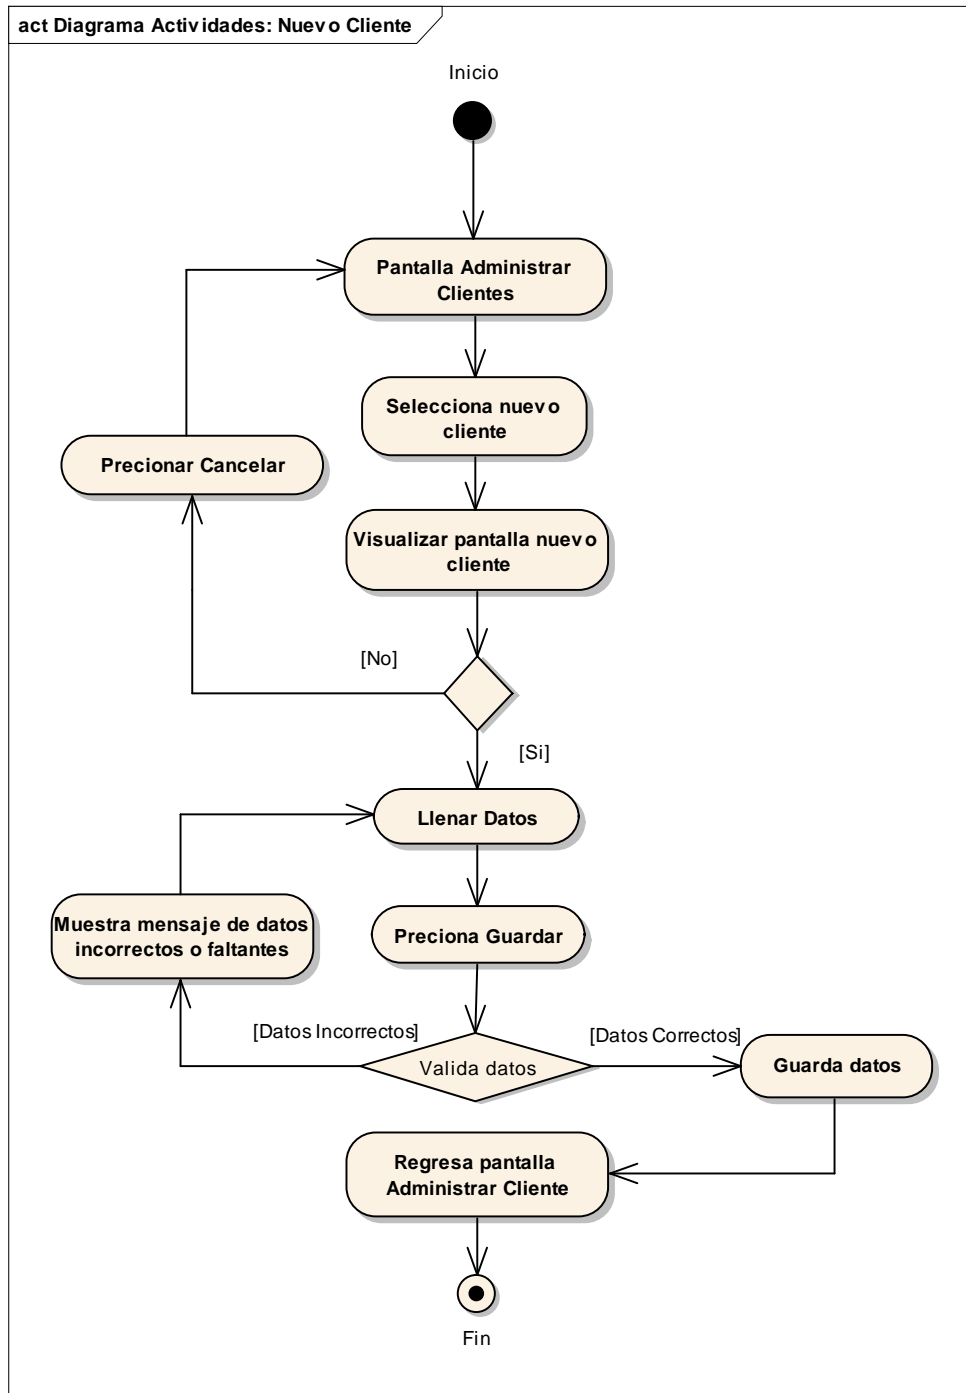 act Diagrama Actividades: Nuevo Cliente
Inicio
Pantalla Administrar
Clientes
Selecciona nuevo
cliente
Precionar Cancelar
Visualizar pantalla nuevo
cliente
[No]
[Si]
Llenar Datos
Muestra mensaje de datos
incorrectos o faltantes
Preciona Guardar
[Datos Incorrectos]
[Datos Correctos]
Valida datos
Guarda datos
Regresa pantalla
Administrar Cliente
Fin